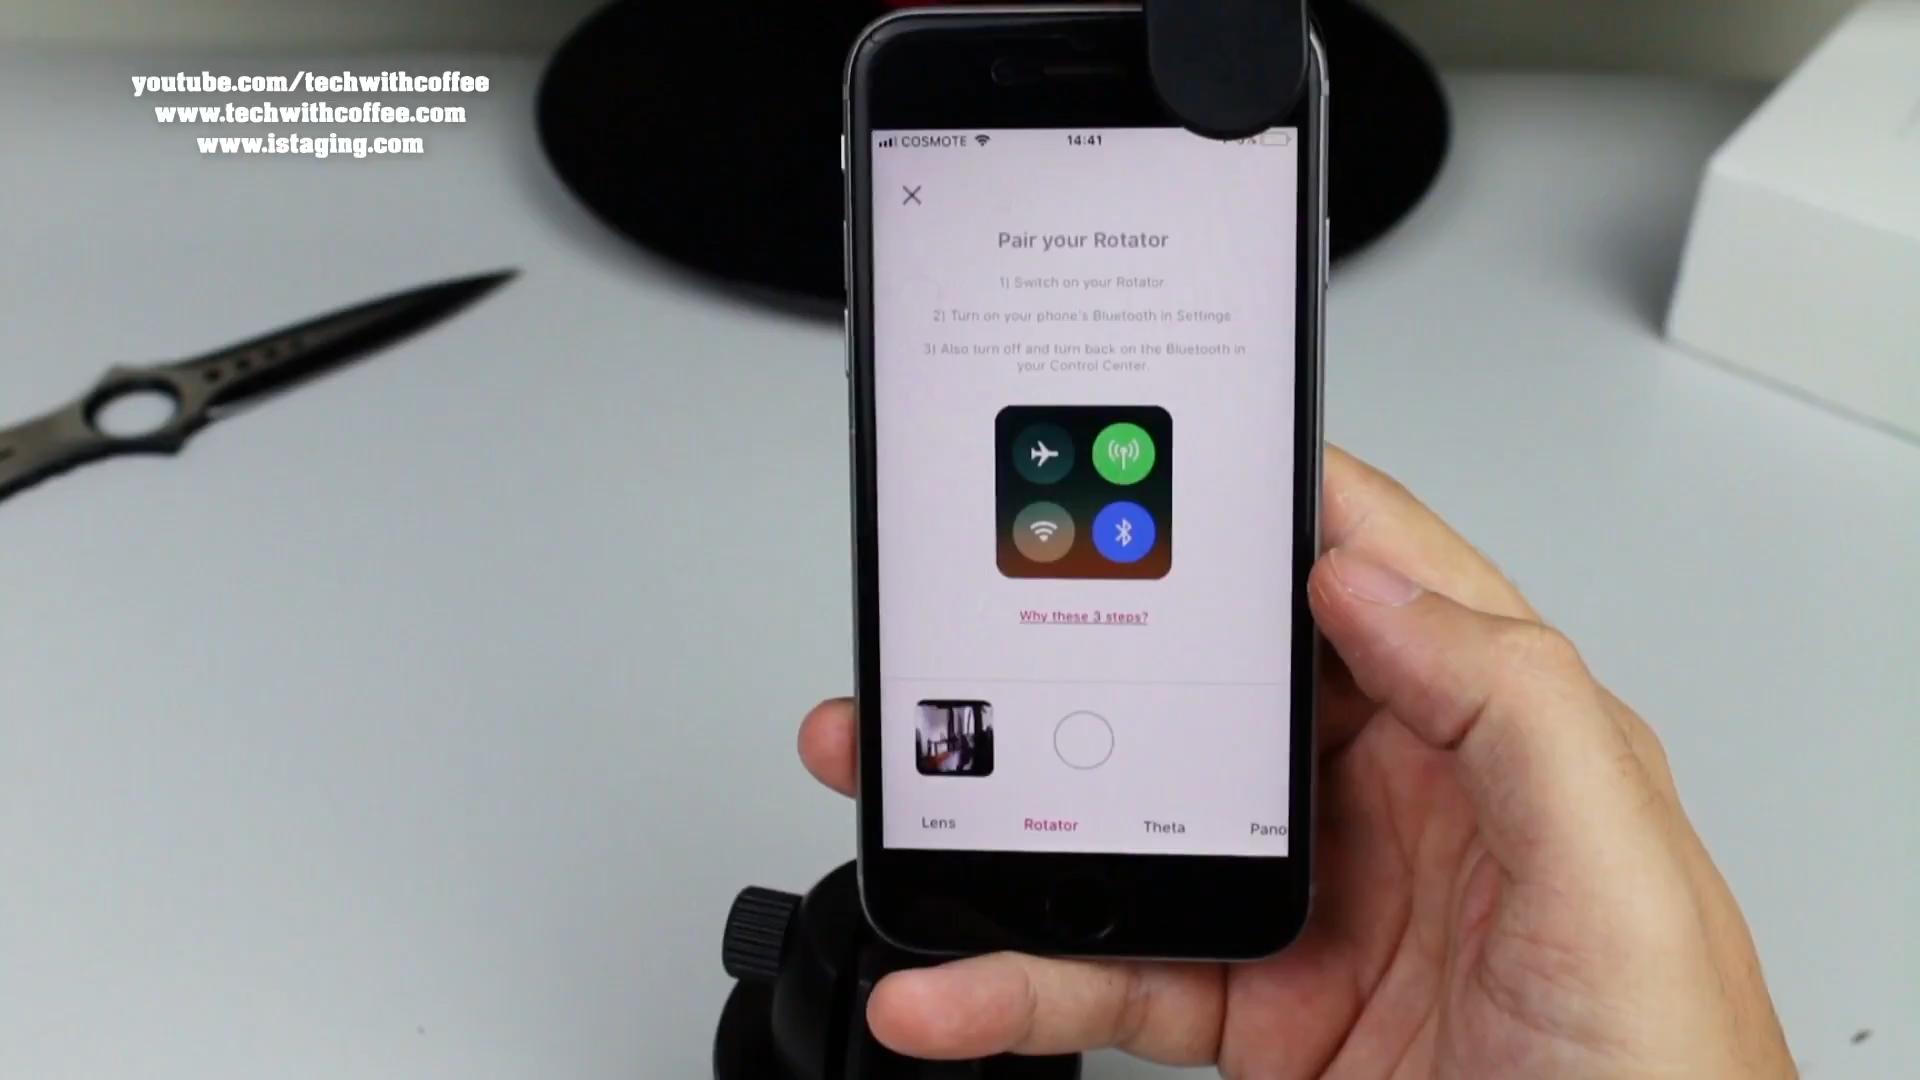 youtube.com/techwithcoffee
www.techwithcoffee.com
www.istaging.com
COSMOTE
14:41
Pair your Rotator
1) Switch on your Rotator
2) Turn on your phone's Bluetooth in Settings
3) Also turn off and turn back on the Bluetooth in
your Control Center.
Why these 3 steps?
Lens
Rotator
Theta
Pano